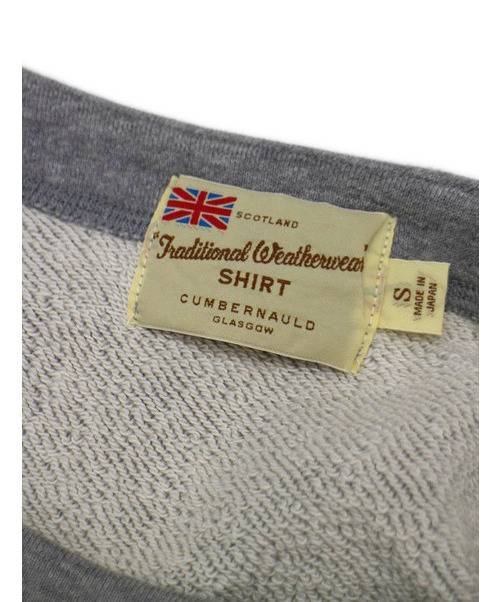 SCOTLAND
"Traditional Weatherwear"
SHIRT
CUMBERNAULD
GLASGOW
S
MADE IN
JAPAN